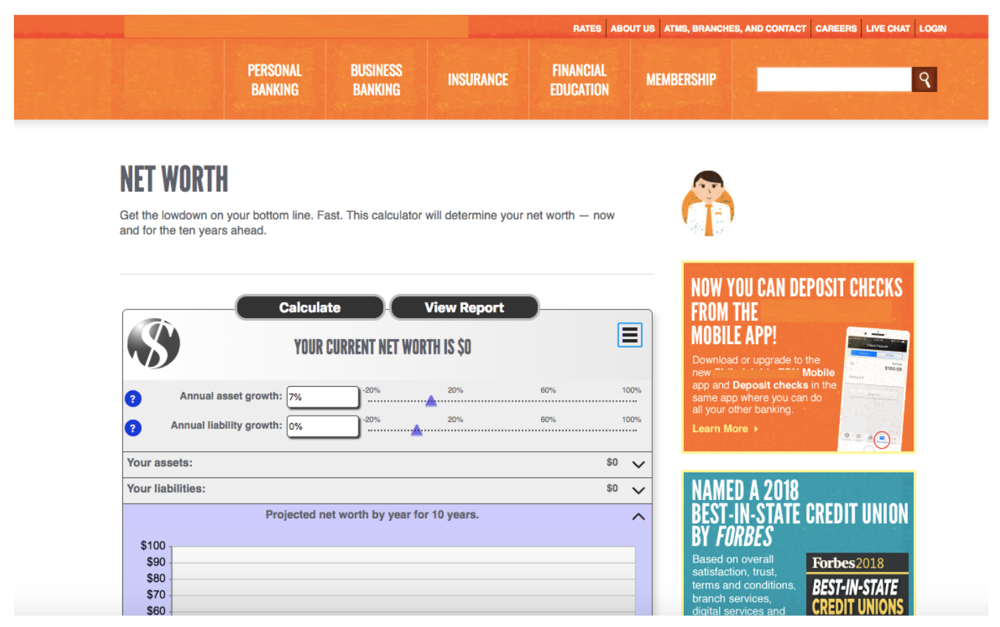 RATES
ABOUT US
ATMS, BRANCHES, AND CONTACT
CAREERS
LIVE CHAT
LOGIN
PERSONAL
BANKING
BUSINESS
BANKING
INSURANCE
FINANCIAL
EDUCATION
MEMBERSHIP
NET WORTH
Get the lowdown on your bottom line. Fast. This calculator will determine your net worth — now
and for the ten years ahead.
Calculate
View Report
YOUR CURRENT NET WORTH IS $0
? Annual asset growth: 7%
-20% 20% 60% 100%
? Annual liability growth: 0%
-20% 20% 60% 100%
Your assets: $0
Your liabilities: $0
Projected net worth by year for 10 years.
$100
$90
$80
$70
$60
NOW YOU CAN DEPOSIT CHECKS
FROM THE
MOBILE APP!
Download or upgrade to the
new Mobile
app and Deposit checks in the
same app where you can do
all your other banking.
Learn More
Check Deposit
$150.59
NAMED A 2018
BEST-IN-STATE CREDIT UNION
BY FORBES
Based on overall
satisfaction, trust,
terms and conditions,
branch services,
digital services and
Forbes2018
BEST-IN-STATE
CREDIT UNIONS